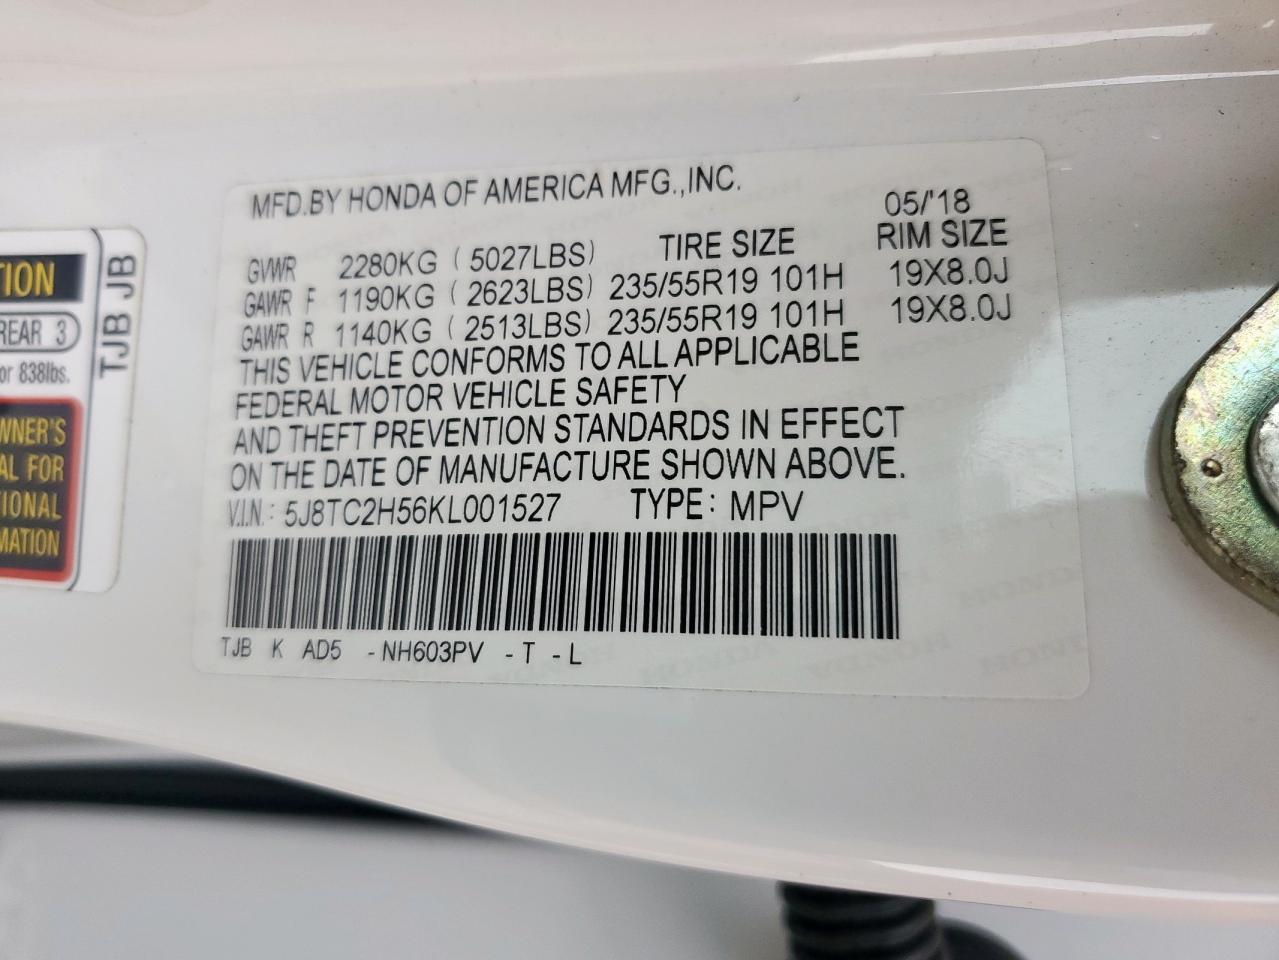 MFD.BY HONDA OF AMERICA MFG.,INC.
05/'18
GVWR 2280KG ( 5027LBS) TIRE SIZE RIM SIZE
GAWR F 1190KG ( 2623LBS) 235/55R19 101H 19X8.0J
GAWR R 1140KG ( 2513LBS) 235/55R19 101H 19X8.0J
THIS VEHICLE CONFORMS TO ALL APPLICABLE
FEDERAL MOTOR VEHICLE SAFETY
AND THEFT PREVENTION STANDARDS IN EFFECT
ON THE DATE OF MANUFACTURE SHOWN ABOVE.
V.I.N.: 5J8TC2H56KL001527 TYPE: MPV
TJB K AD5 -NH603PV -T -L
TION
REAR 3
or 838lbs.
WNER'S
AL FOR
IONAL
MATION
TJB JB